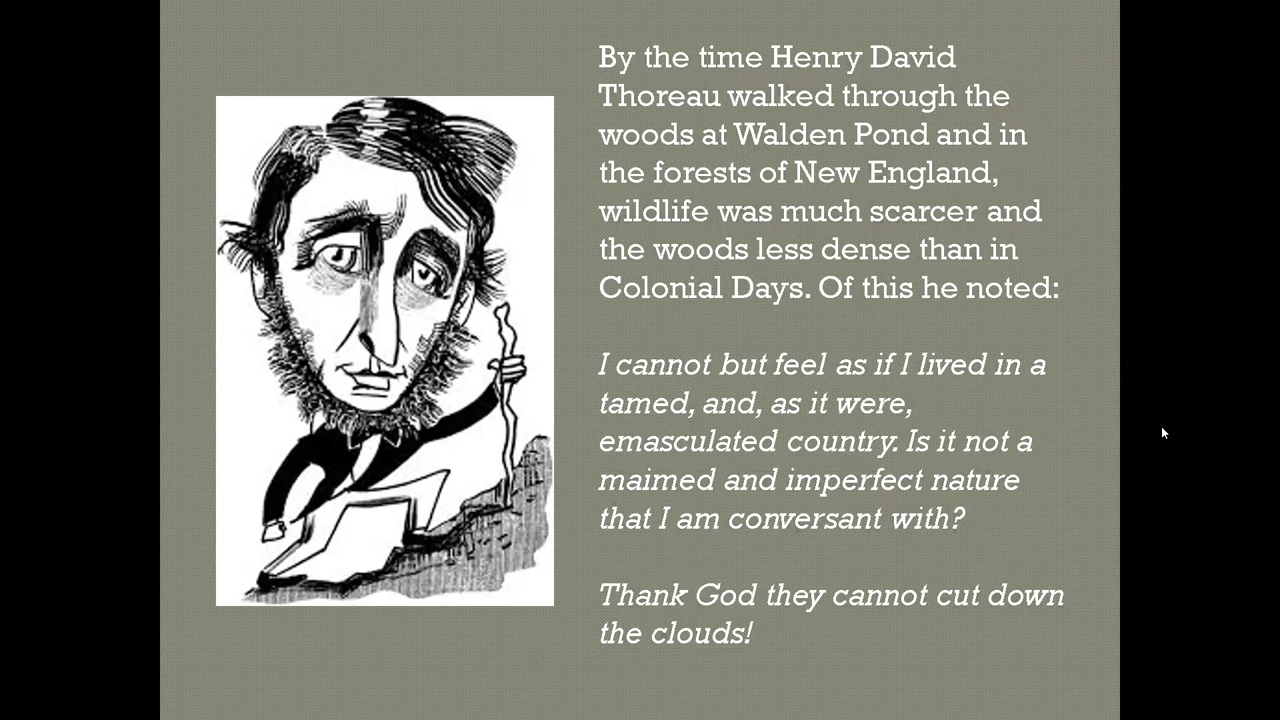 By the time Henry David
Thoreau walked through the
woods at Walden Pond and in
the forests of New England,
wildlife was much scarcer and
the woods less dense than in
Colonial Days. Of this he noted:
I cannot but feel as if I lived in a
tamed, and, as it were,
emasculated country. Is it not a
maimed and imperfect nature
that I am conversant with?
Thank God they cannot cut down
the clouds!